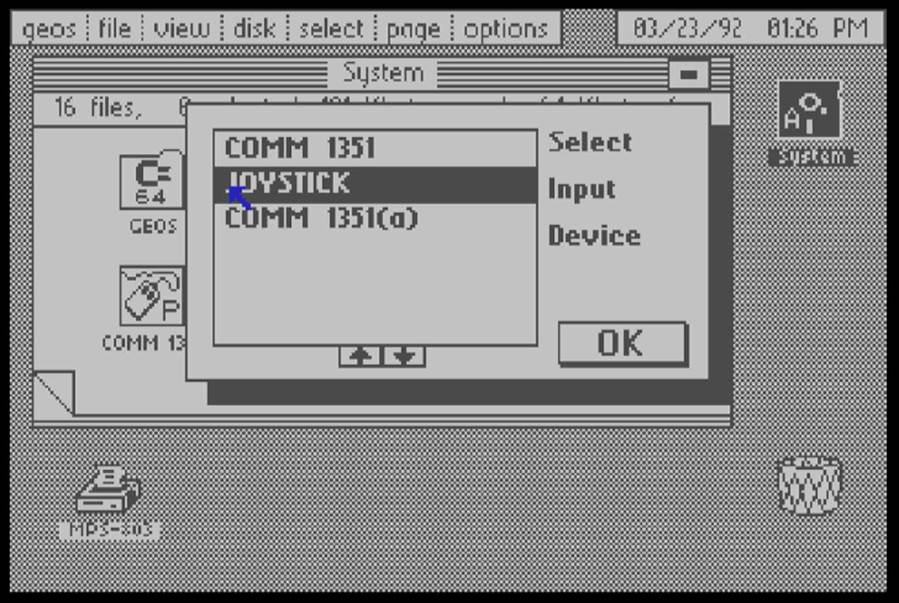 geos file view disk select page options 03/23/92 01:26 PM
System
16 files,
COMM 1351
JOYSTICK
COMM 1351(a)
Select
Input
Device
OK
C=
64
GEOS
P
COMM 13
System
MPS-803